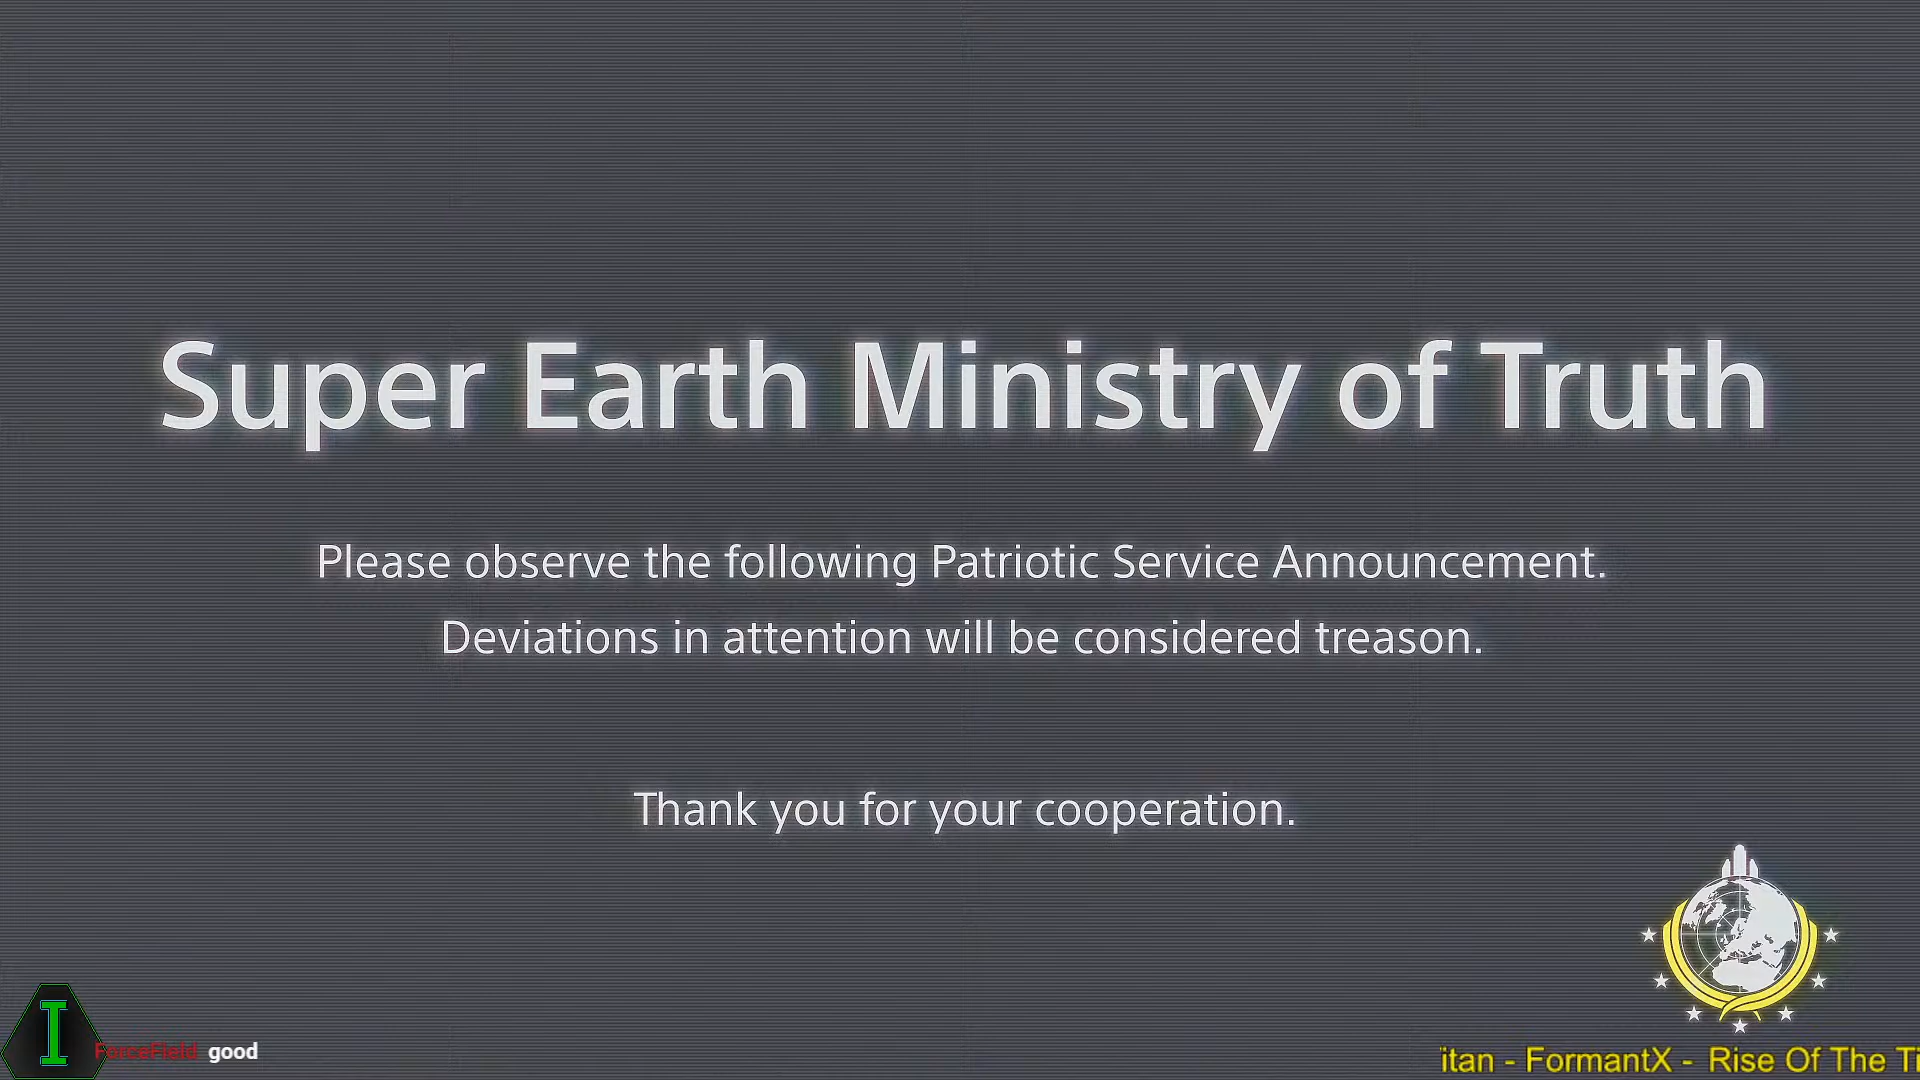 Super Earth Ministry of Truth
Please observe the following Patriotic Service Announcement.
Deviations in attention will be considered treason.
Thank you for your cooperation.
I
ForceField good
itan - FormantX - Rise Of The Ti